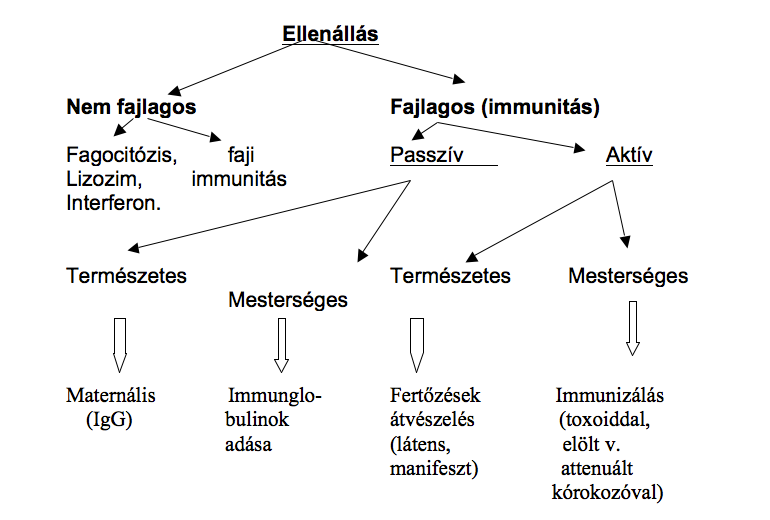 Ellenállás
Nem fajlagos
Fajlagos (immunitás)
Fagocitózis,
Lizozim,
Interferon.
faji
immunitás
Passzív
Aktív
Természetes
Mesterséges
Természetes
Mesterséges
Maternális
(IgG)
Immunglo-
bulinok
adása
Fertőzések
átvészelés
(látens,
manifeszt)
Immunizálás
(toxoiddal,
elölt v.
attenuált
kórokozóval)